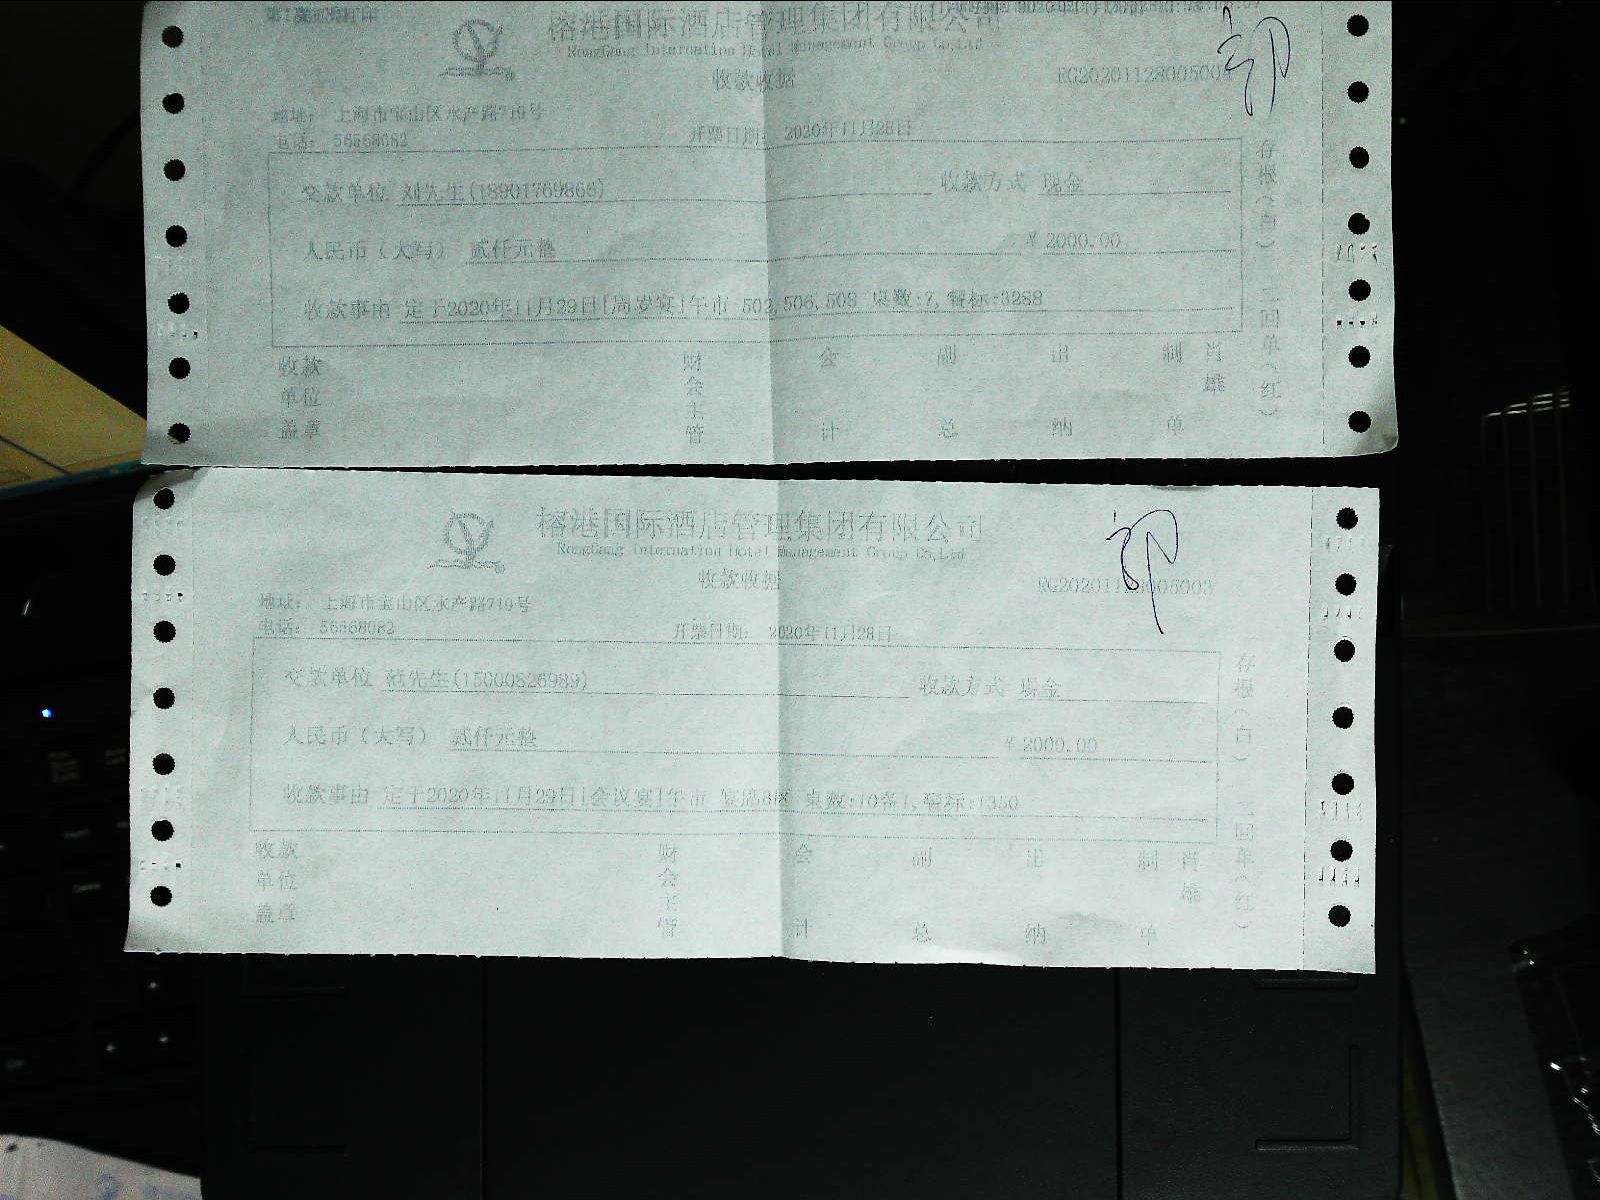 榕港国际酒店管理集团有限公司
RongGang Internation Hotel Management Group Co,Ltd
收款收据
地址: 上海市宝山区水产路719号
电话: 56568082 开票日期: 2020年11月28日
交款单位 刘先生(18901769866) 收款方式 现金
人民币(大写) 贰仟元整 ¥ 2000.00
收款事由 定于2020年11月29日[周岁宴]午市 502,506,508 桌数:7,餐标:3288
收款单位盖章 财会主管 会计 副总 出纳 制单 肖雄
存根(白) 二回单(红)
榕港国际酒店管理集团有限公司
RongGang Internation Hotel Management Group Co,Ltd
收款收据 RG20201128005003
地址: 上海市宝山区水产路719号
电话: 56568082 开票日期: 2020年11月28日
交款单位 范先生(15000826989) 收款方式 现金
人民币(大写) 贰仟元整 ¥ 2000.00
收款事由 定于2020年11月29日[会议宴]午市 宴席B区 桌数:10备1,餐标:1350
收款单位盖章 财会主管 会计 副总 出纳 制单 肖雄
存根(白) 二回单(红)